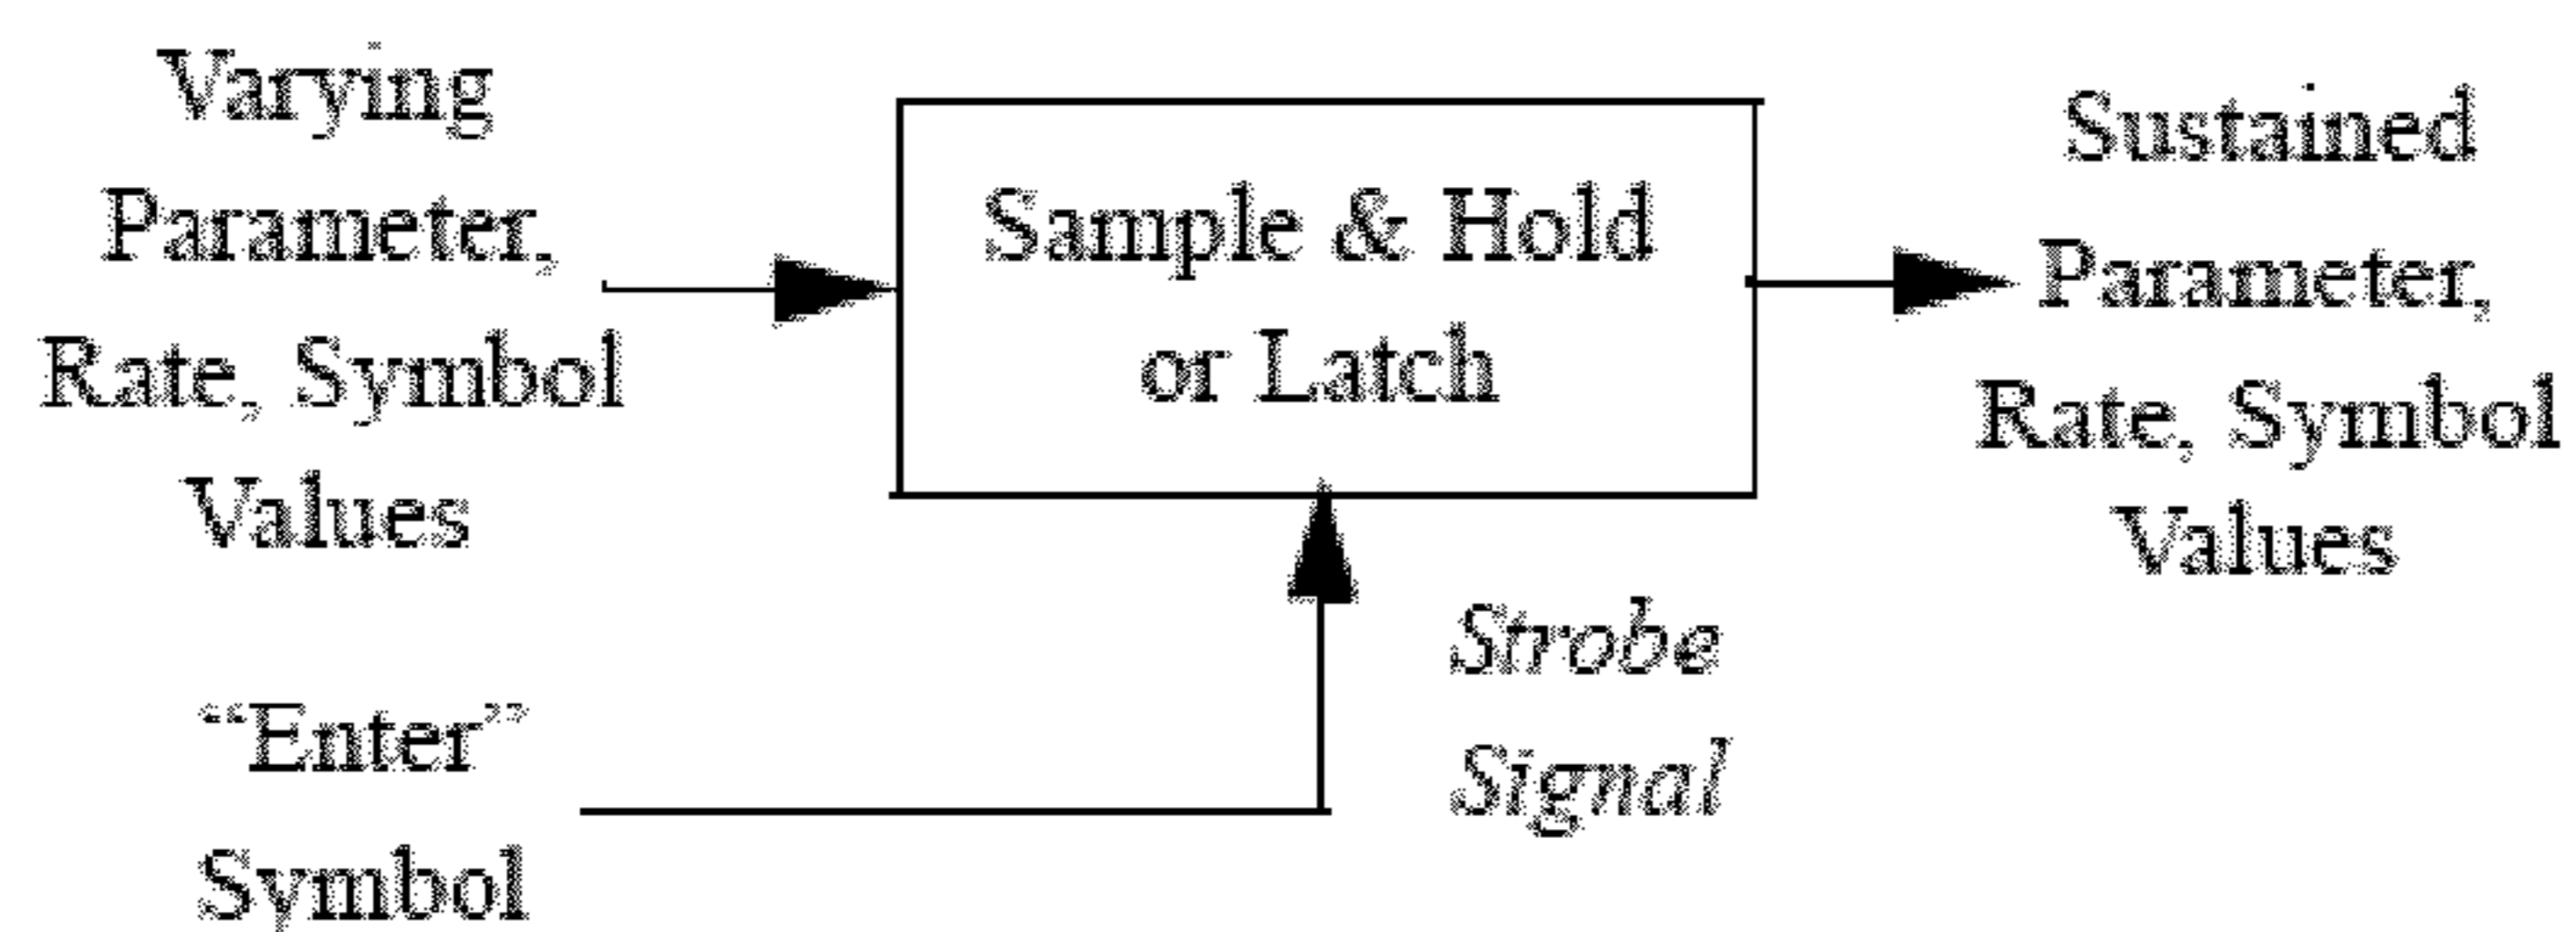 Varying
Parameter,
Rate, Symbol
Values
Sample & Hold
or Latch
Sustained
Parameter,
Rate, Symbol
Values
“Enter”
Symbol
Strobe
Signal